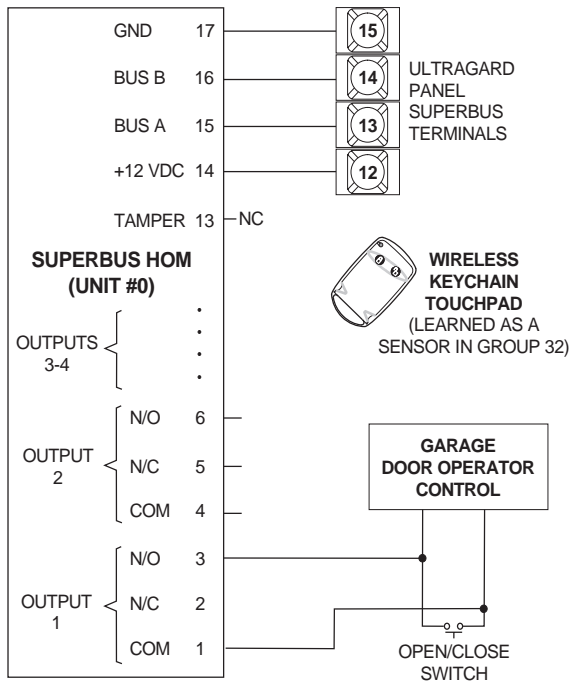 GND 17
15
BUS B 16
14
BUS A 15
13
+12 VDC 14
12
ULTRAGARD
PANEL
SUPERBUS
TERMINALS
TAMPER 13 NC
SUPERBUS HOM
(UNIT #0)
WIRELESS
KEYCHAIN
TOUCHPAD
(LEARNED AS A
SENSOR IN GROUP 32)
OUTPUTS
3-4
OUTPUT
2
N/O 6
N/C 5
COM 4
GARAGE
DOOR OPERATOR
CONTROL
OUTPUT
1
N/O 3
N/C 2
COM 1
OPEN/CLOSE
SWITCH